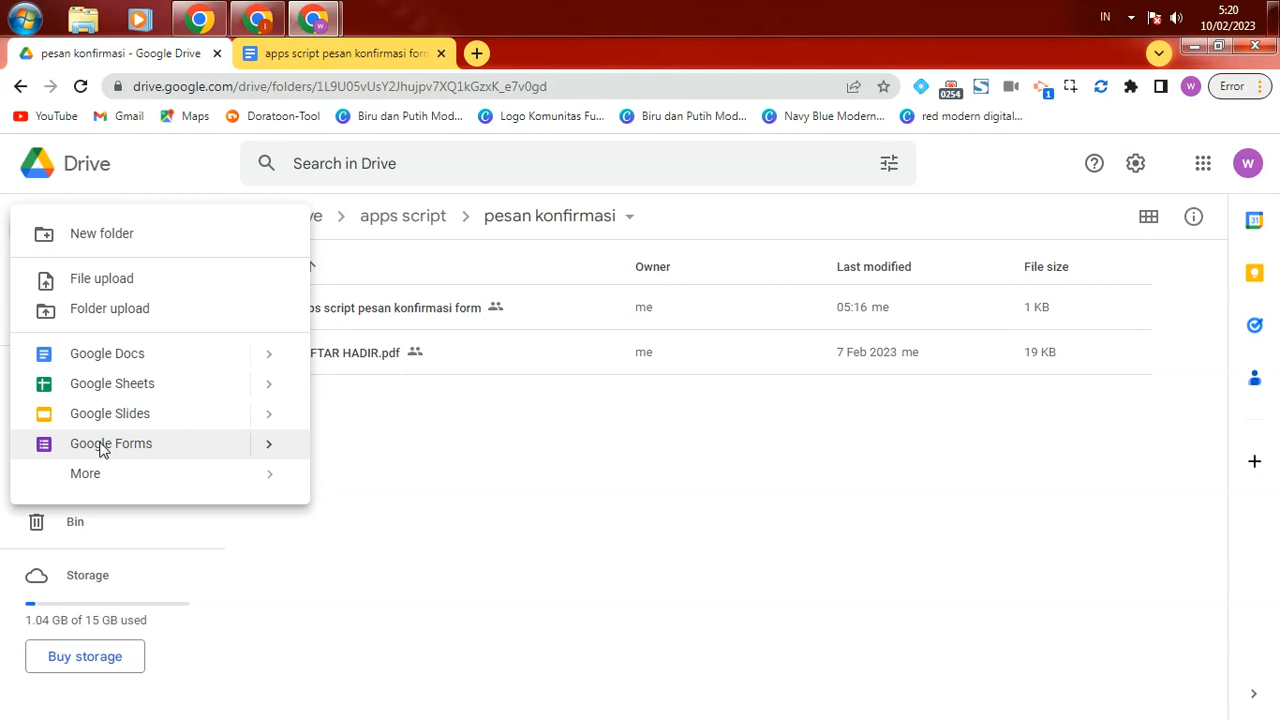 IN
5:20
10/02/2023
pesan konfirmasi - Google Drive
apps script pesan konfirmasi form
drive.google.com/drive/folders/1L9U05vUsY2Jhujpv7XQ1kGzxK_e7v0gd
0254
1
W
Error
YouTube
Gmail
Maps
Doratoon-Tool
Biru dan Putih Mod...
Logo Komunitas Fu...
Biru dan Putih Mod...
Navy Blue Modern...
red modern digital...
Drive
Search in Drive
W
ve
apps script
pesan konfirmasi
New folder
File upload
Folder upload
Google Docs
Google Sheets
Google Slides
Google Forms
More
Owner
Last modified
File size
ps script pesan konfirmasi form
me
05:16 me
1 KB
FTAR HADIR.pdf
me
7 Feb 2023 me
19 KB
Bin
Storage
1.04 GB of 15 GB used
Buy storage